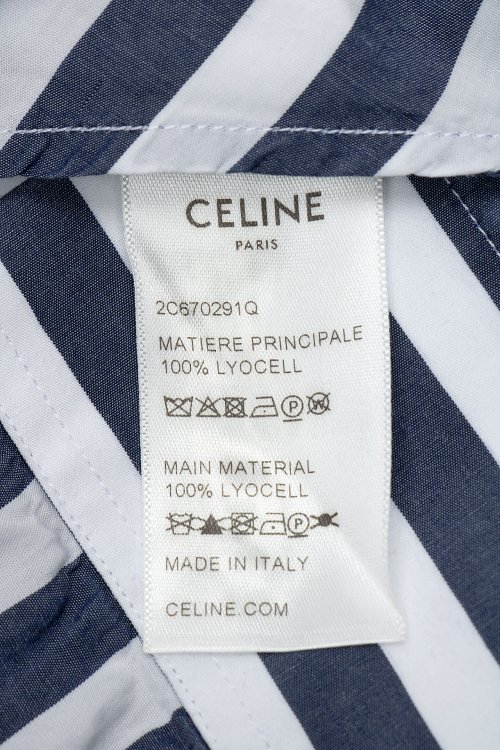 CELINE
PARIS
2C670291Q
MATIERE PRINCIPALE
100% LYOCELL
MAIN MATERIAL
100% LYOCELL
MADE IN ITALY
CELINE.COM